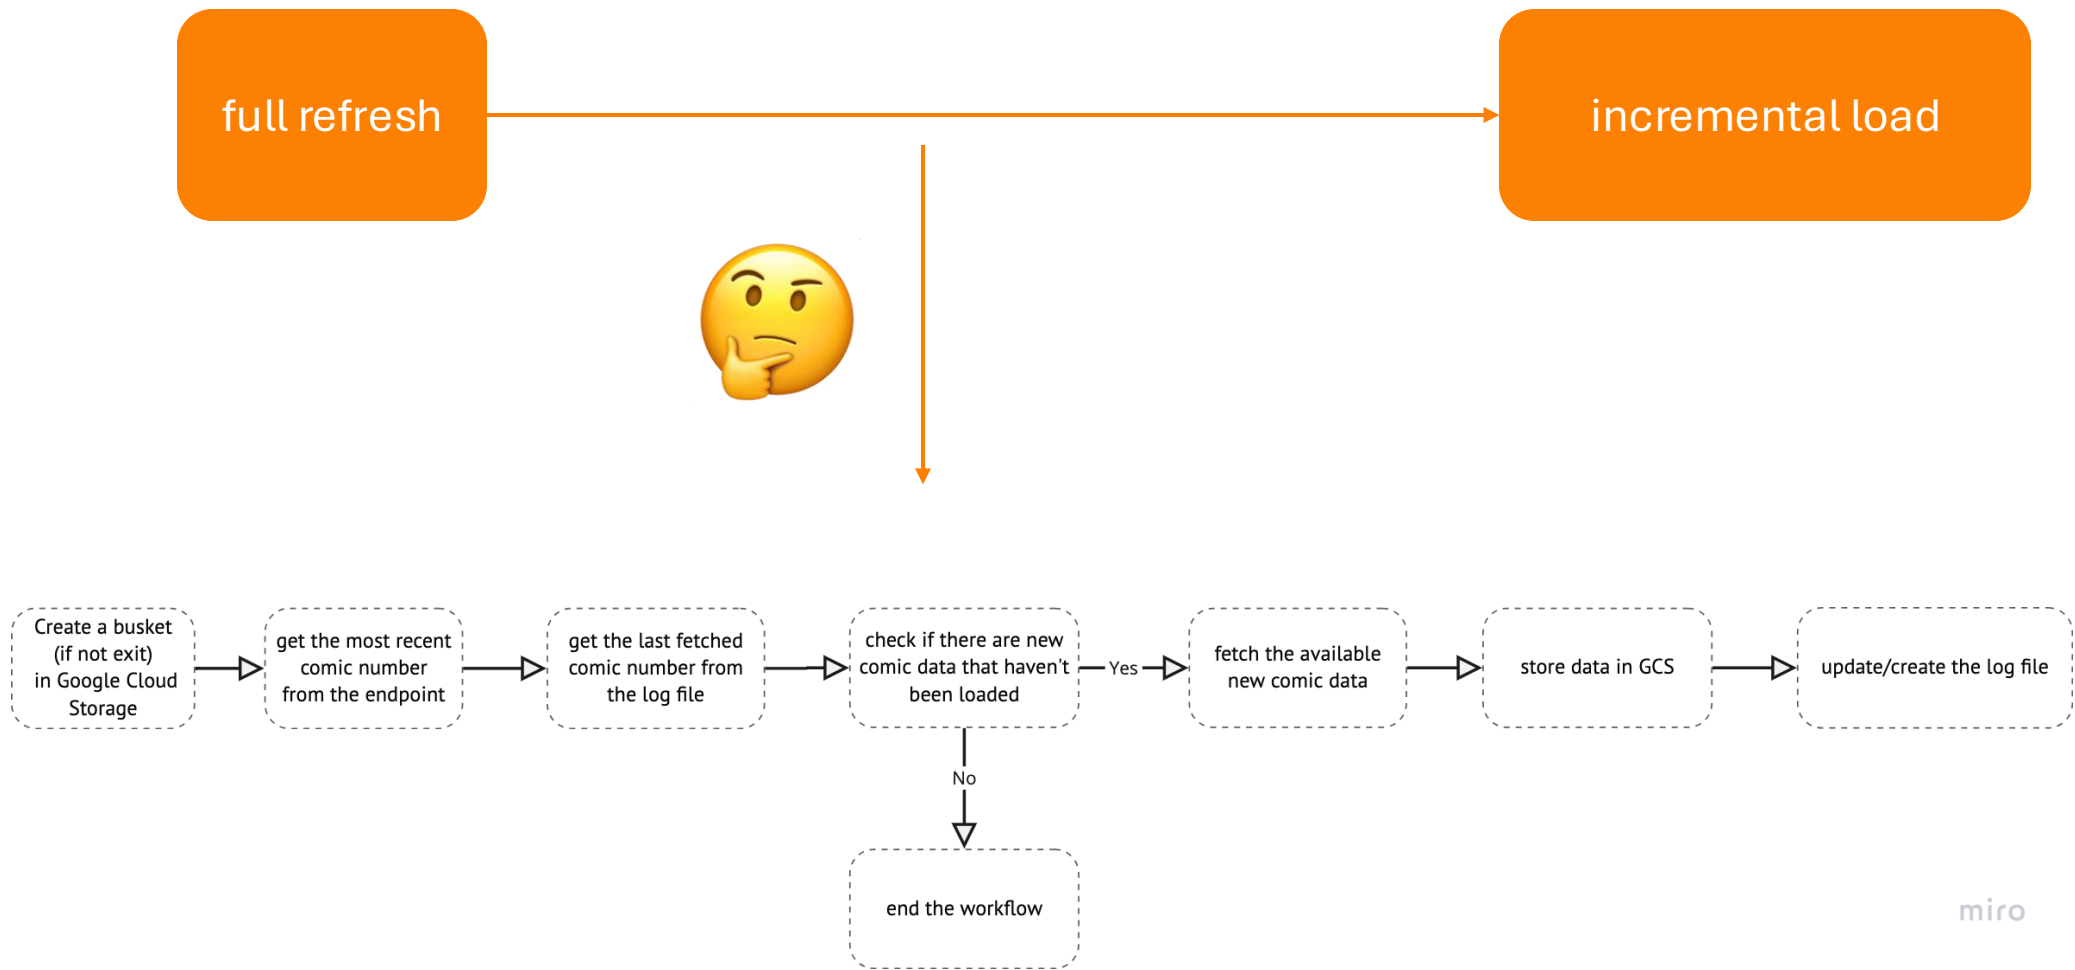 full refresh
incremental load
Create a busket
(if not exit)
in Google Cloud
Storage
get the most recent
comic number
from the endpoint
get the last fetched
comic number from
the log file
check if there are new
comic data that haven't
been loaded
Yes
fetch the available
new comic data
store data in GCS
update/create the log file
No
end the workflow
miro